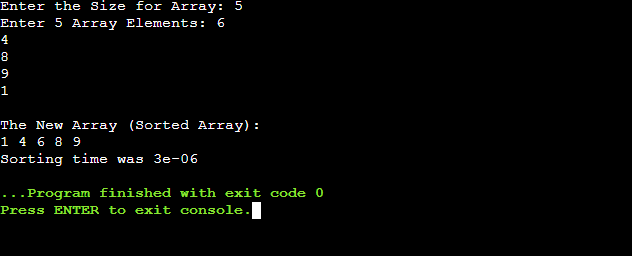 Enter the Size for Array: 5
Enter 5 Array Elements: 6
4
8
9
1
The New Array (Sorted Array):
1 4 6 8 9
Sorting time was 3e-06
...Program finished with exit code 0
Press ENTER to exit console.